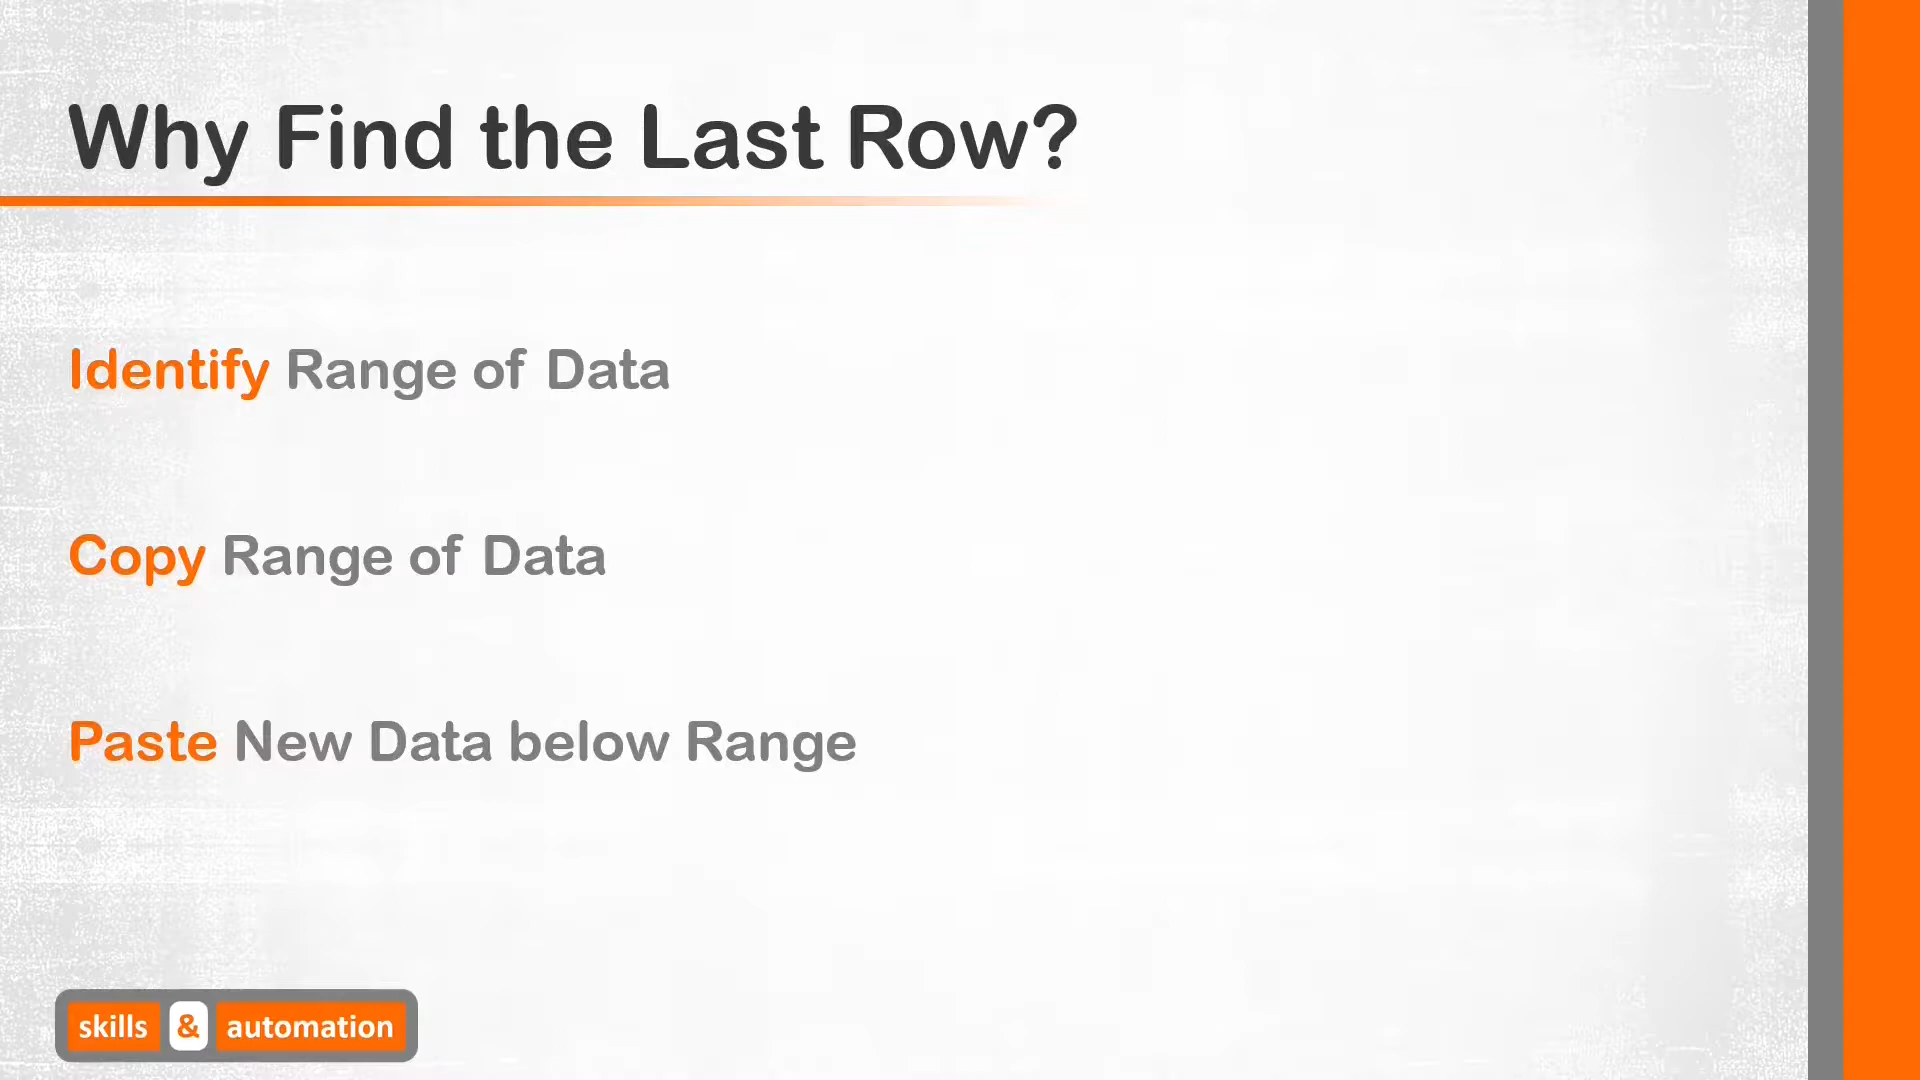 Why Find the Last Row?
Identify Range of Data
Copy Range of Data
Paste New Data below Range
skills & automation